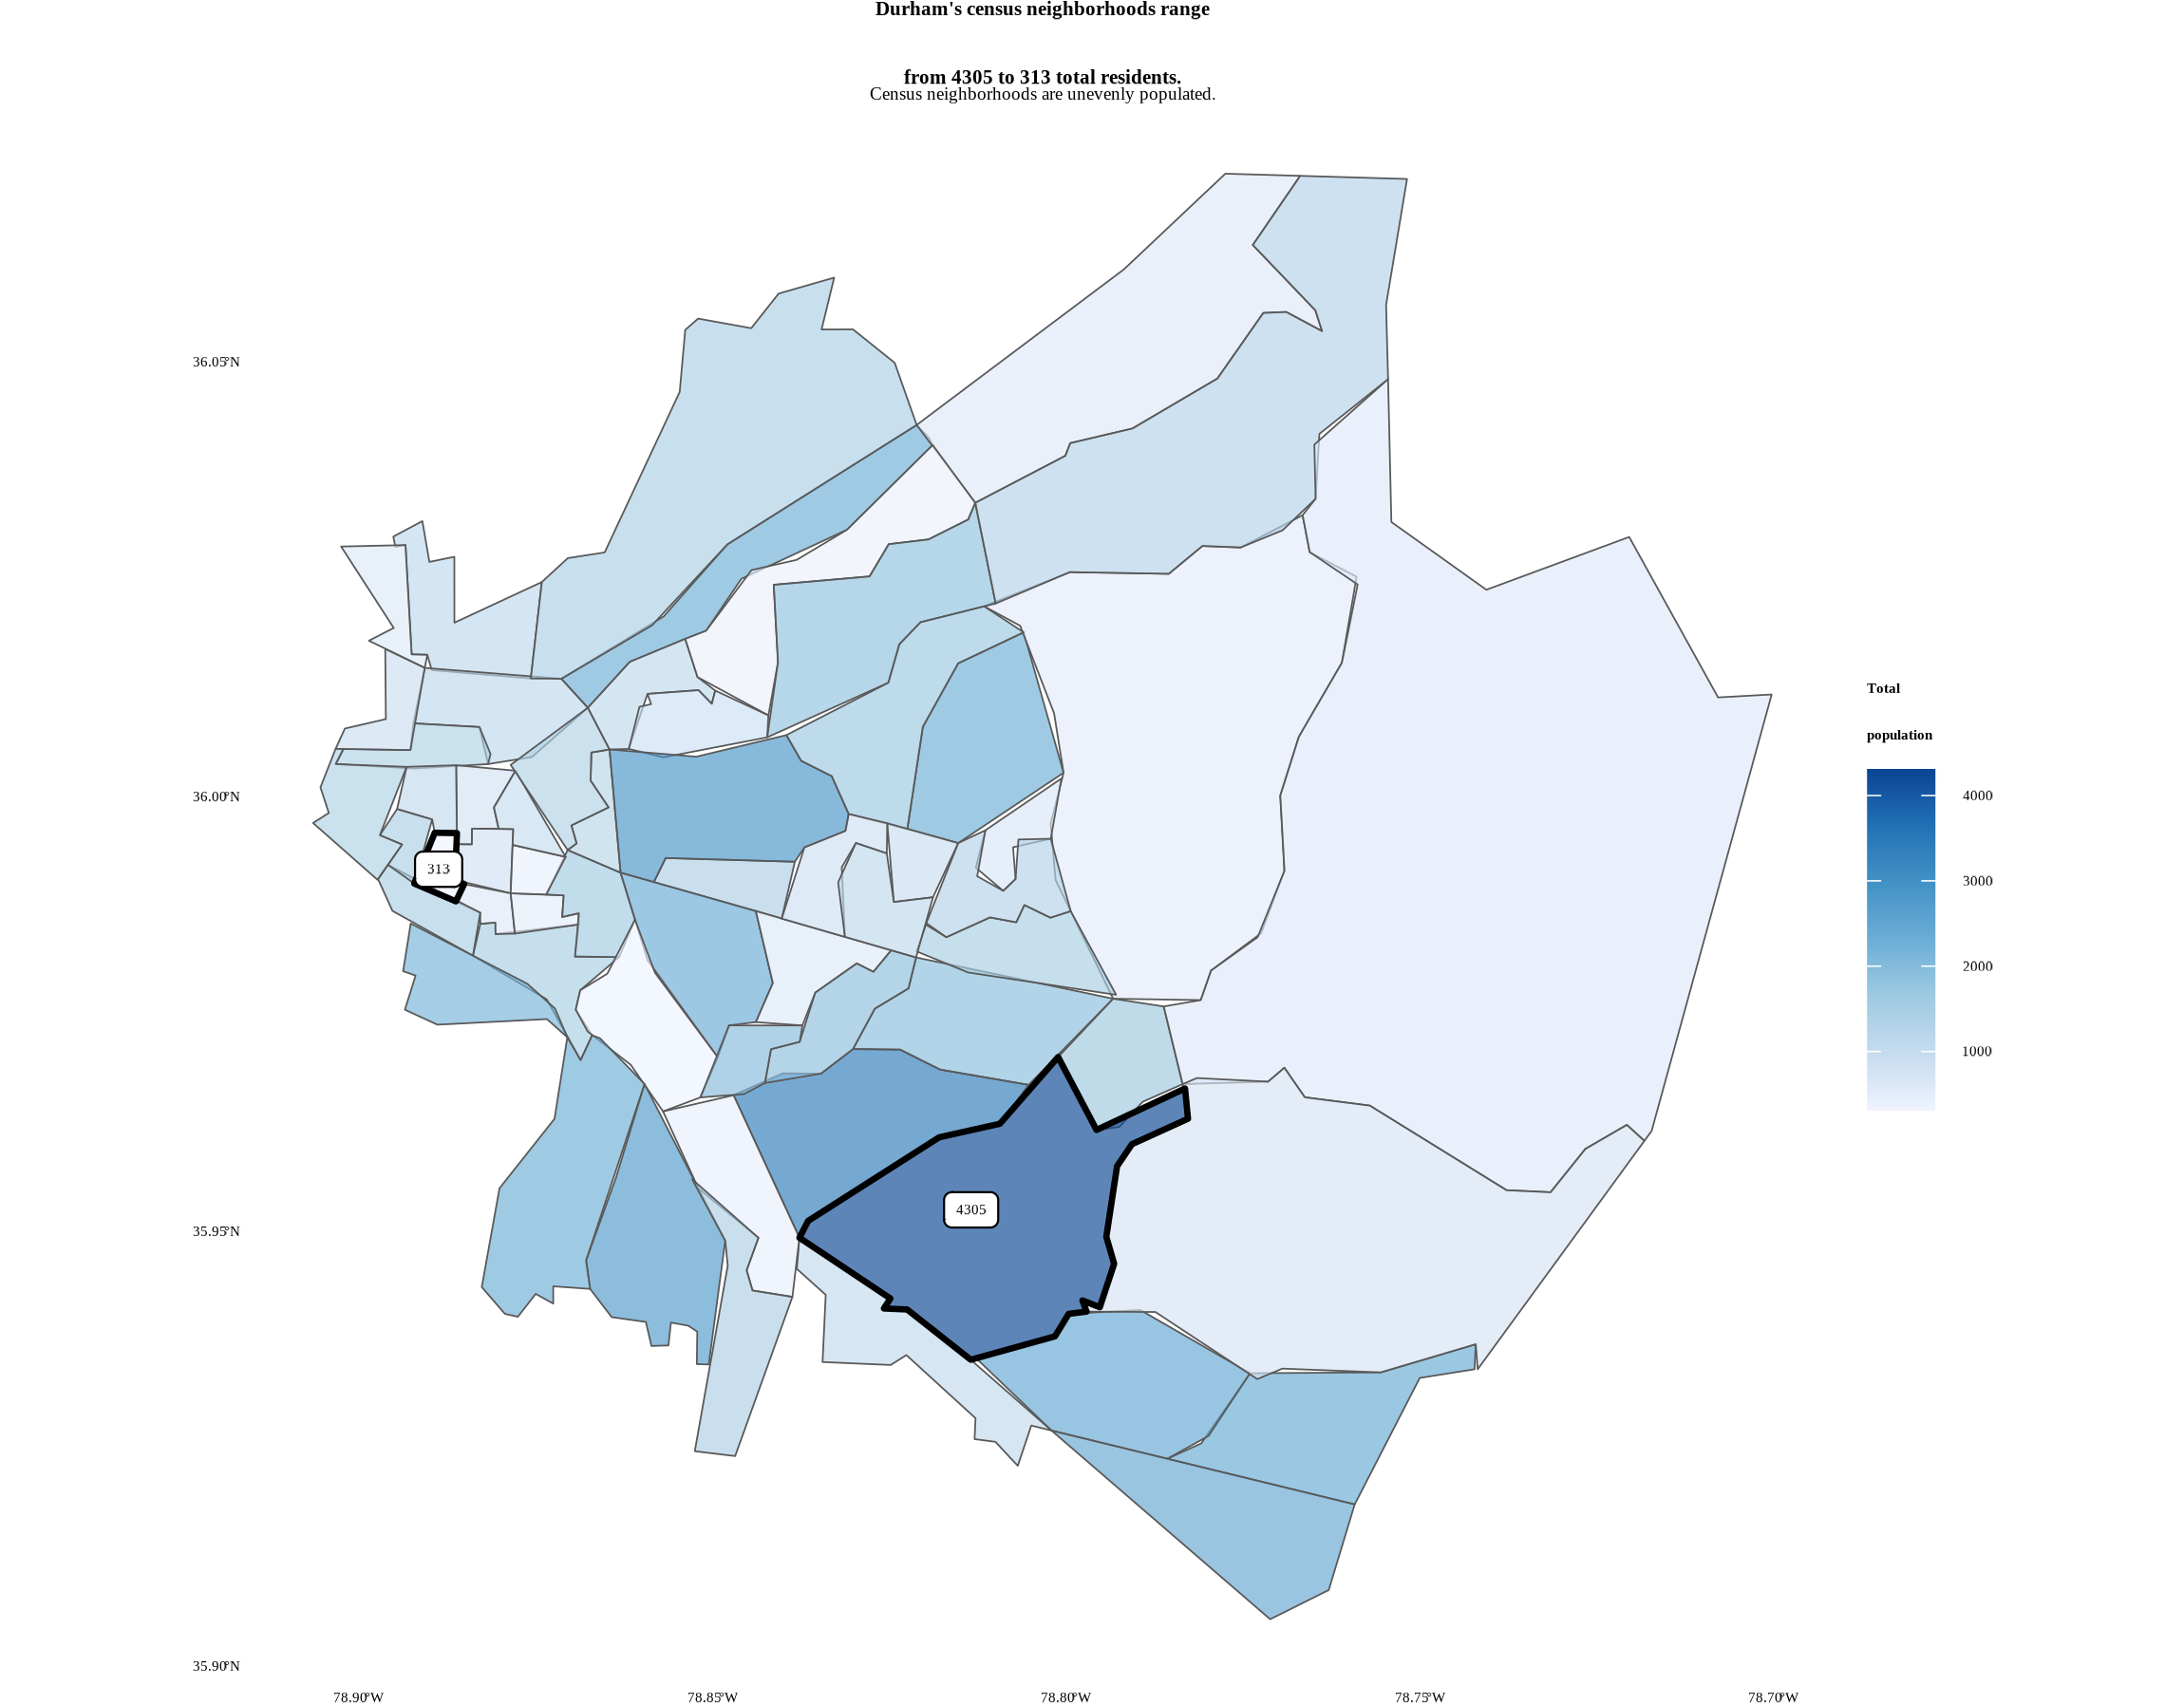 Durham's census neighborhoods range
from 4305 to 313 total residents.
Census neighborhoods are unevenly populated.
36.05°N
36.00°N
35.95°N
35.90°N
313
4305
Total
population
4000
3000
2000
1000
78.90°W
78.85°W
78.80°W
78.75°W
78.70°W